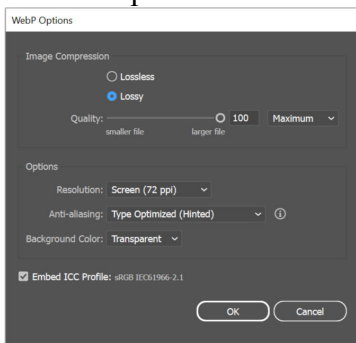 WebP Options
Image Compression
Lossless
Lossy
Quality: 100 Maximum
smaller file larger file
Options
Resolution: Screen (72 ppi)
Anti-aliasing: Type Optimized (Hinted)
Background Color: Transparent
Embed ICC Profile: sRGB IEC61966-2.1
OK Cancel